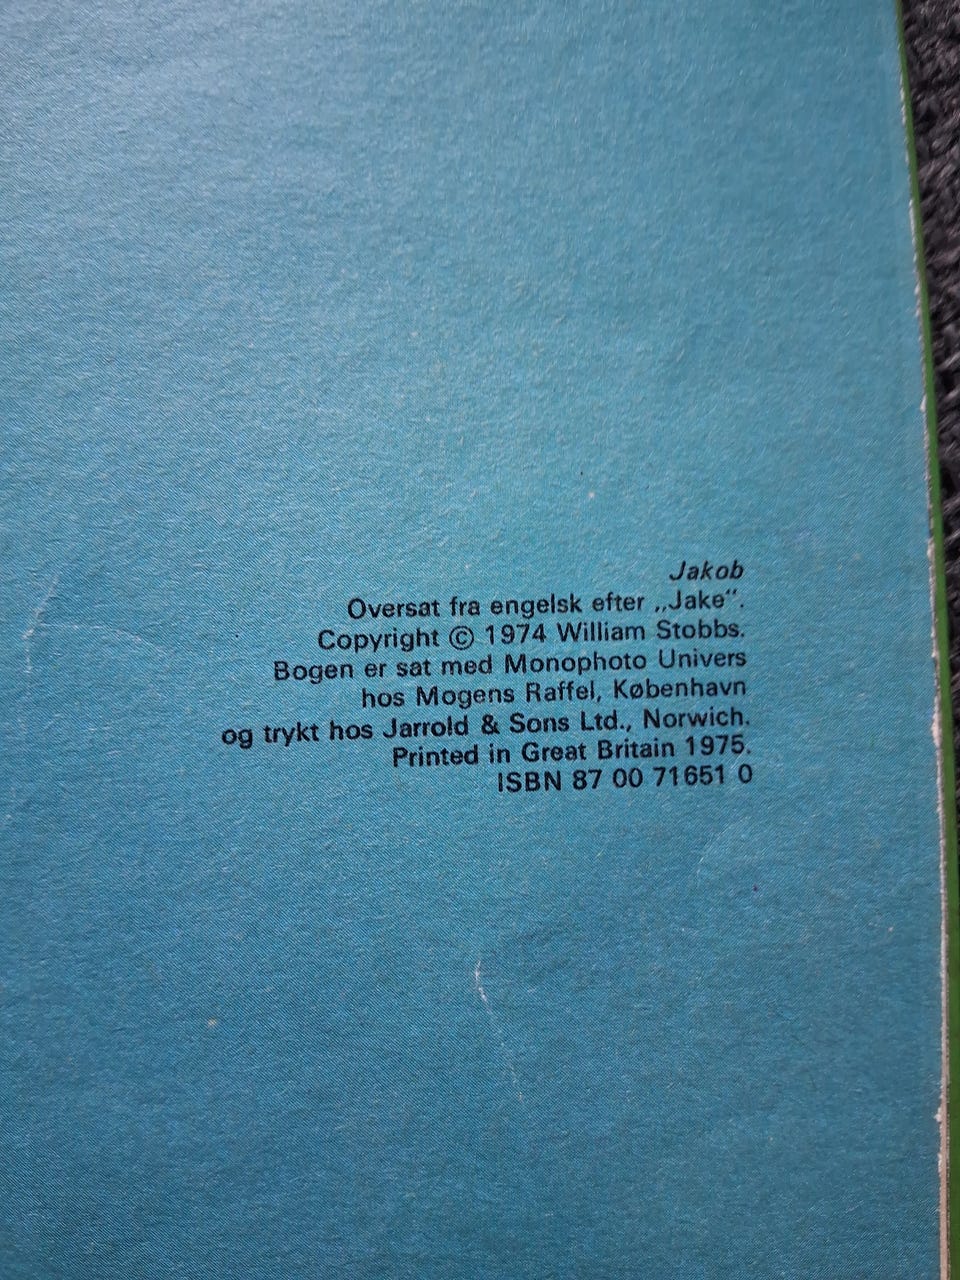 Jakob
Oversat fra engelsk efter „Jake“.
Copyright © 1974 William Stobbs.
Bogen er sat med Monophoto Univers
hos Mogens Raffel, København
og trykt hos Jarrold & Sons Ltd., Norwich.
Printed in Great Britain 1975.
ISBN 87 00 71651 0